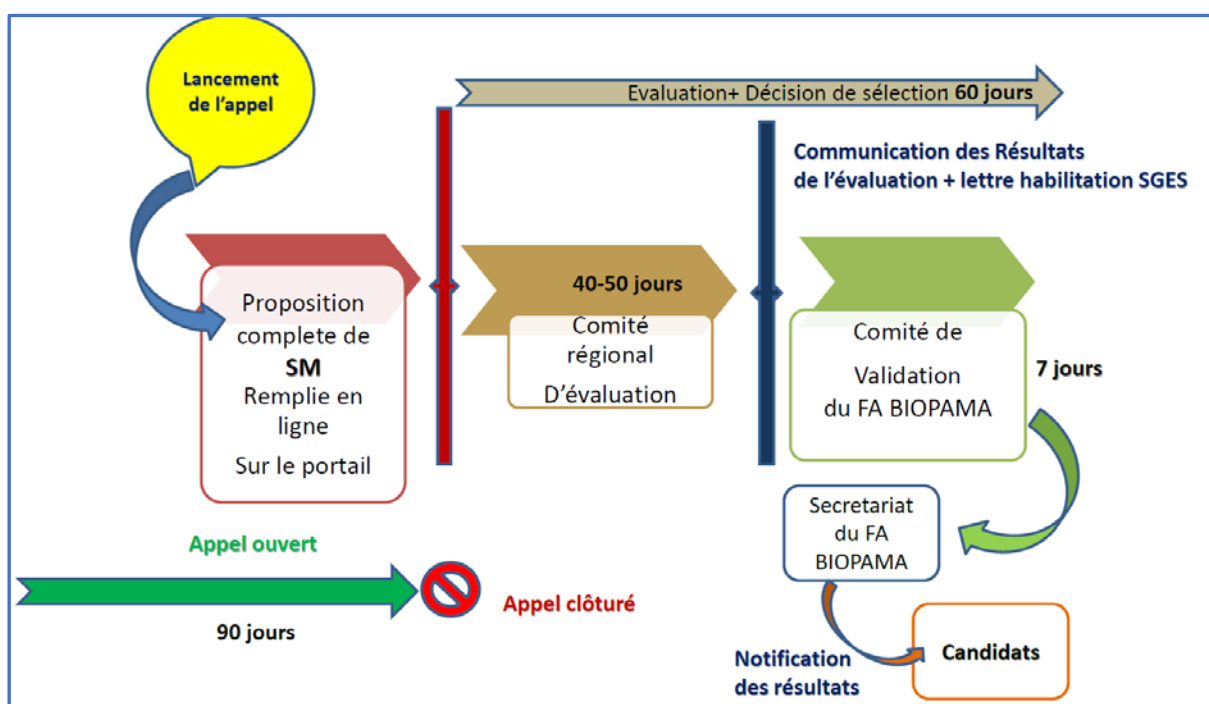 Lancement
de l'appel
Evaluation+ Décision de sélection 60 jours
Communication des Résultats
de l'évaluation + lettre habilitation SGES
Proposition
complete de
SM
Remplie en
ligne
Sur le portail
40-50 jours
Comité
régional
D'évaluation
Comité de
Validation
du FA BIOPAMA
7 jours
Secretariat
du FA
BIOPAMA
Appel ouvert
90 jours
Appel clôturé
Notification
des résultats
Candidats